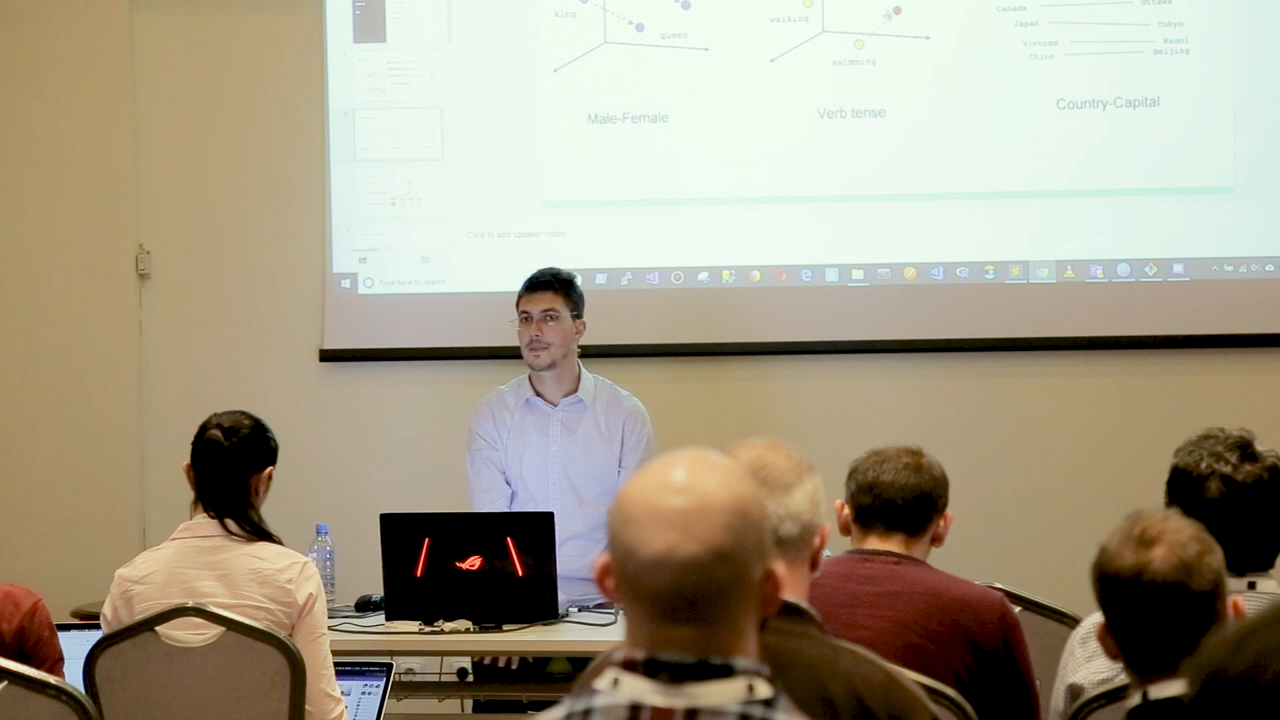 king
queen
walking
swimming
Canada
Ottawa
Japan
Tokyo
Vietnam
Hanoi
China
Beijing
Male-Female
Verb tense
Country-Capital
Click to add speaker notes
Type here to search